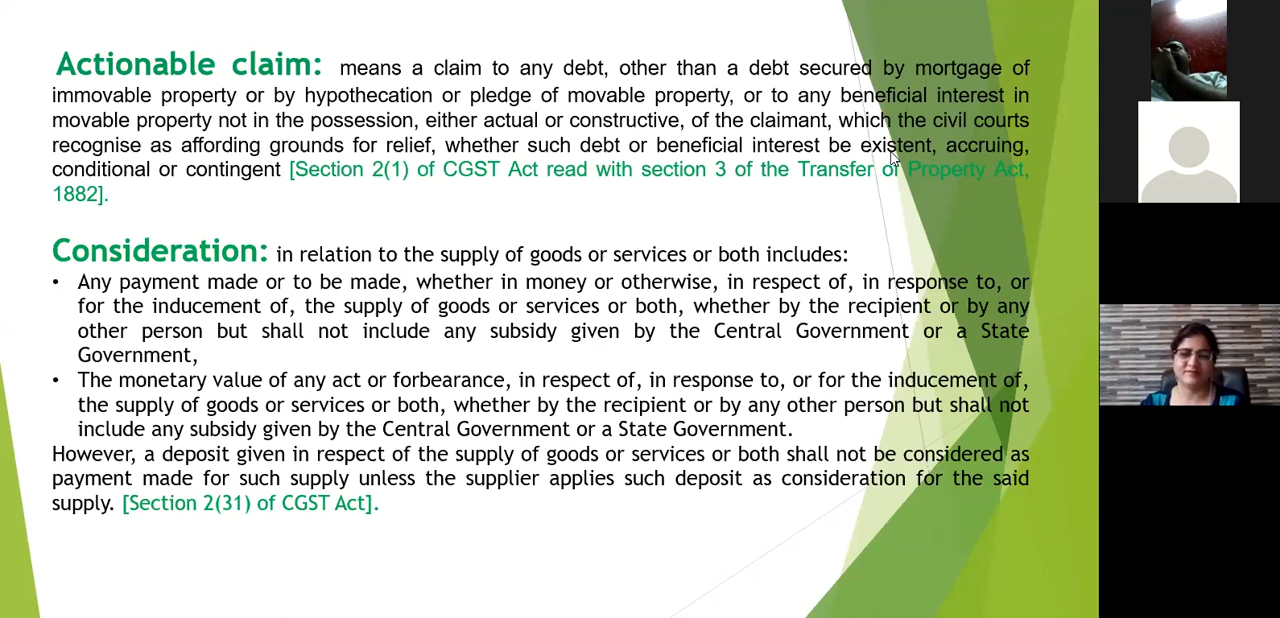 Actionable claim: means a claim to any debt, other than a debt secured by mortgage of
immovable property or by hypothecation or pledge of movable property, or to any beneficial interest in
movable property not in the possession, either actual or constructive, of the claimant, which the civil courts
recognise as affording grounds for relief, whether such debt or beneficial interest be existent, accruing,
conditional or contingent [Section 2(1) of CGST Act read with section 3 of the Transfer of Property Act,
1882].
Consideration: in relation to the supply of goods or services or both includes:
• Any payment made or to be made, whether in money or otherwise, in respect of, in response to, or
for the inducement of, the supply of goods or services or both, whether by the recipient or by any
other person but shall not include any subsidy given by the Central Government or a State
Government,
• The monetary value of any act or forbearance, in respect of, in response to, or for the inducement of,
the supply of goods or services or both, whether by the recipient or by any other person but shall not
include any subsidy given by the Central Government or a State Government.
However, a deposit given in respect of the supply of goods or services or both shall not be considered as
payment made for such supply unless the supplier applies such deposit as consideration for the said
supply. [Section 2(31) of CGST Act].